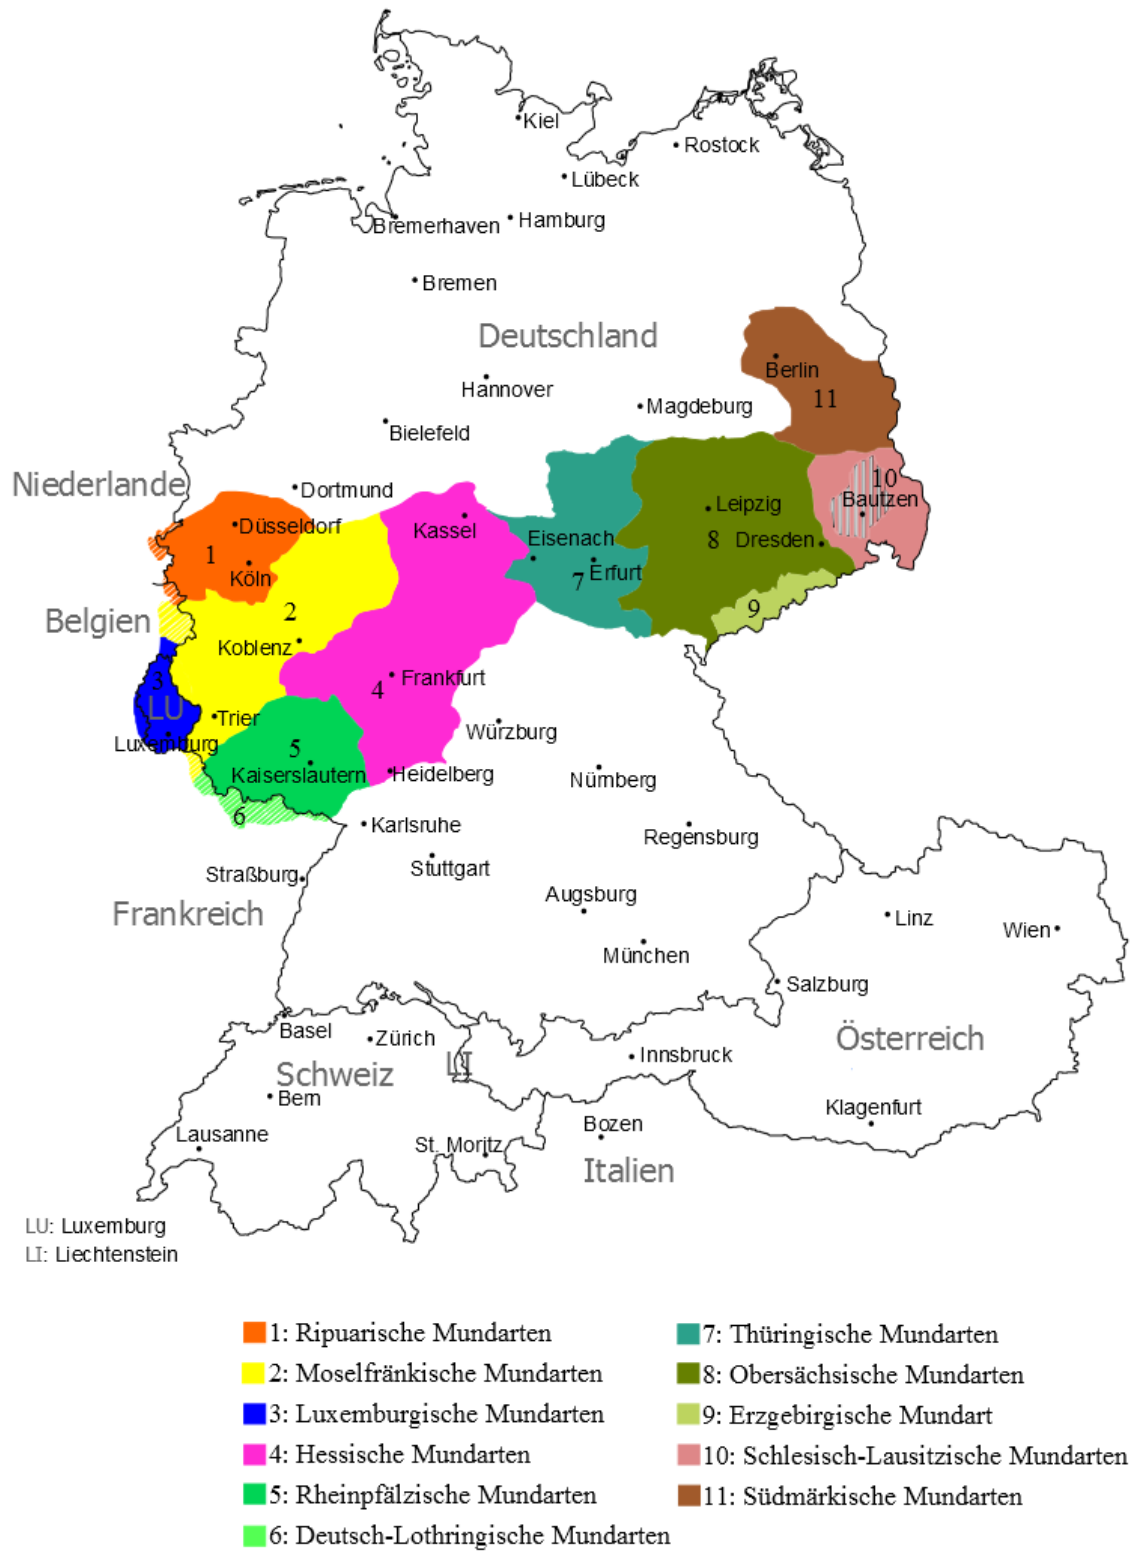 Kiel
Rostock
Lübeck
Bremerhaven
Hamburg
Bremen
Deutschland
Berlin
Hannover
11
Magdeburg
Bielefeld
Niederlande
Dortmund
10
Bautzen
Düsseldorf
Kassel
Leipzig
Eisenach
8
Dresden
1
Köln
7
Erfurt
Belgien
2
9
Koblenz
3
4
Frankfurt
LU
Trier
Luxemburg
Würzburg
5
Kaiserslautern
Heidelberg
Nürnberg
6
Karlsruhe
Regensburg
Stuttgart
Straßburg
Augsburg
Frankreich
Linz
Wien
München
Salzburg
Basel
Zürich
Österreich
Schweiz
LI
Innsbruck
Bern
Klagenfurt
Lausanne
St. Moritz
Bozen
Italien
LU: Luxemburg
LI: Liechtenstein
1: Ripuarische Mundarten
2: Moselfränkische Mundarten
3: Luxemburgische Mundarten
4: Hessische Mundarten
5: Rheinpfälzische Mundarten
6: Deutsch-Lothringische Mundarten
7: Thüringische Mundarten
8: Obersächsische Mundarten
9: Erzgebirgische Mundart
10: Schlesisch-Lausitzische Mundarten
11: Südmärkische Mundarten